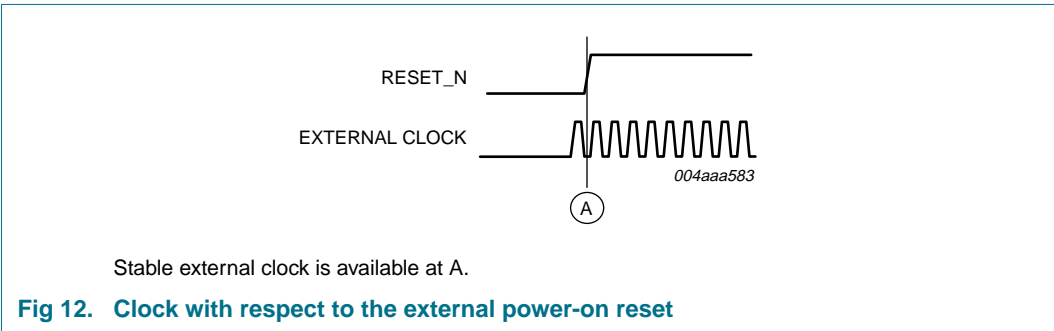 RESET_N
EXTERNAL CLOCK
004aaa583
A
Stable external clock is available at A.
Fig 12. Clock with respect to the external power-on reset